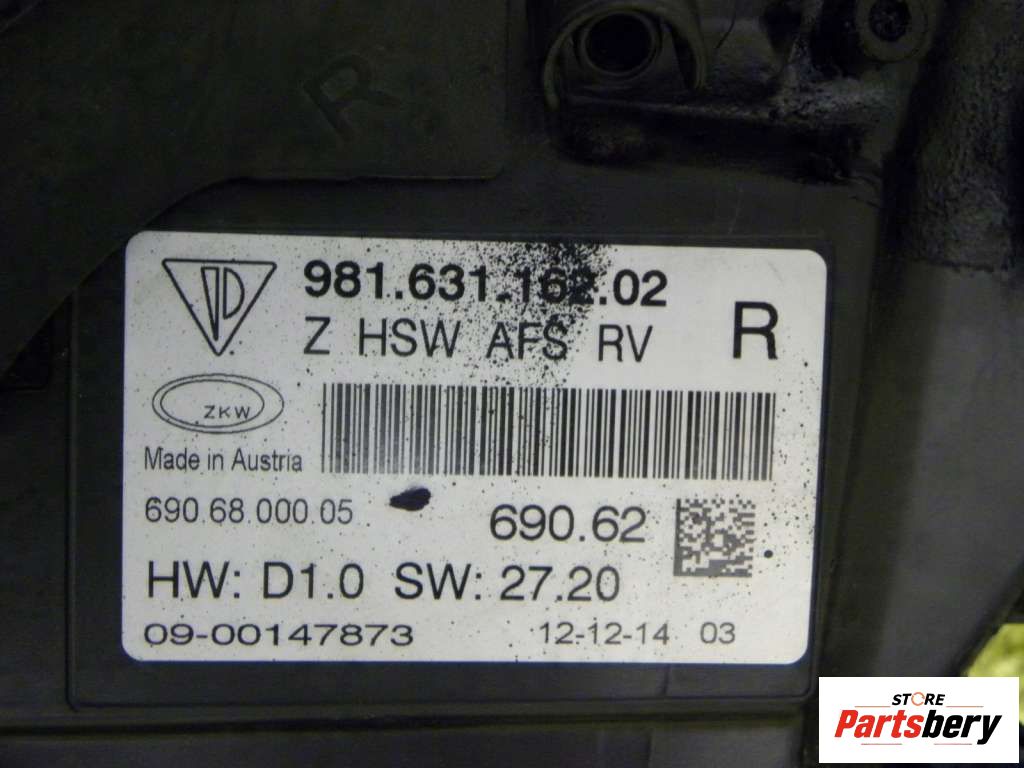 R
981.631.162.02
Z HSW AFS RV R
ZKW
Made in Austria
690.68.000.05
690.62
HW: D1.0 SW: 27.20
09-00147873 12-12-14 03
STORE
Partsbery